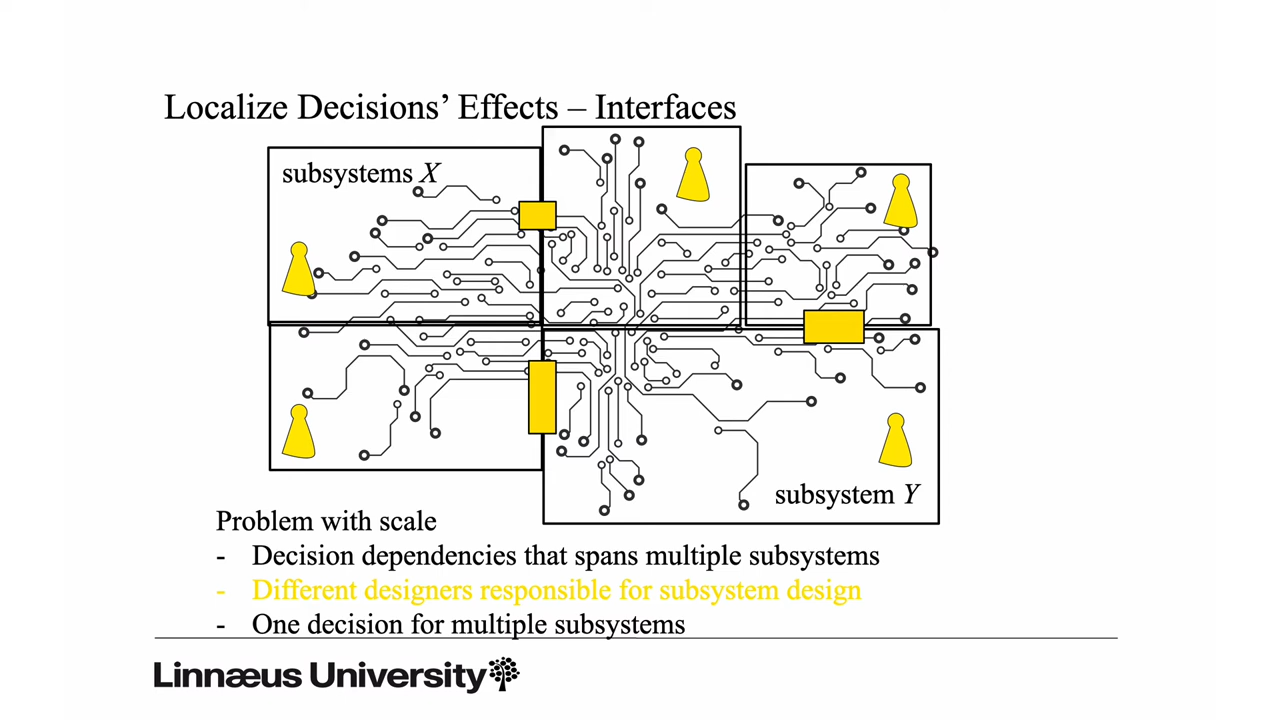 Localize Decisions’ Effects – Interfaces
subsystems X
subsystem Y
Problem with scale
- Decision dependencies that spans multiple subsystems
- Different designers responsible for subsystem design
- One decision for multiple subsystems
Linnæus University